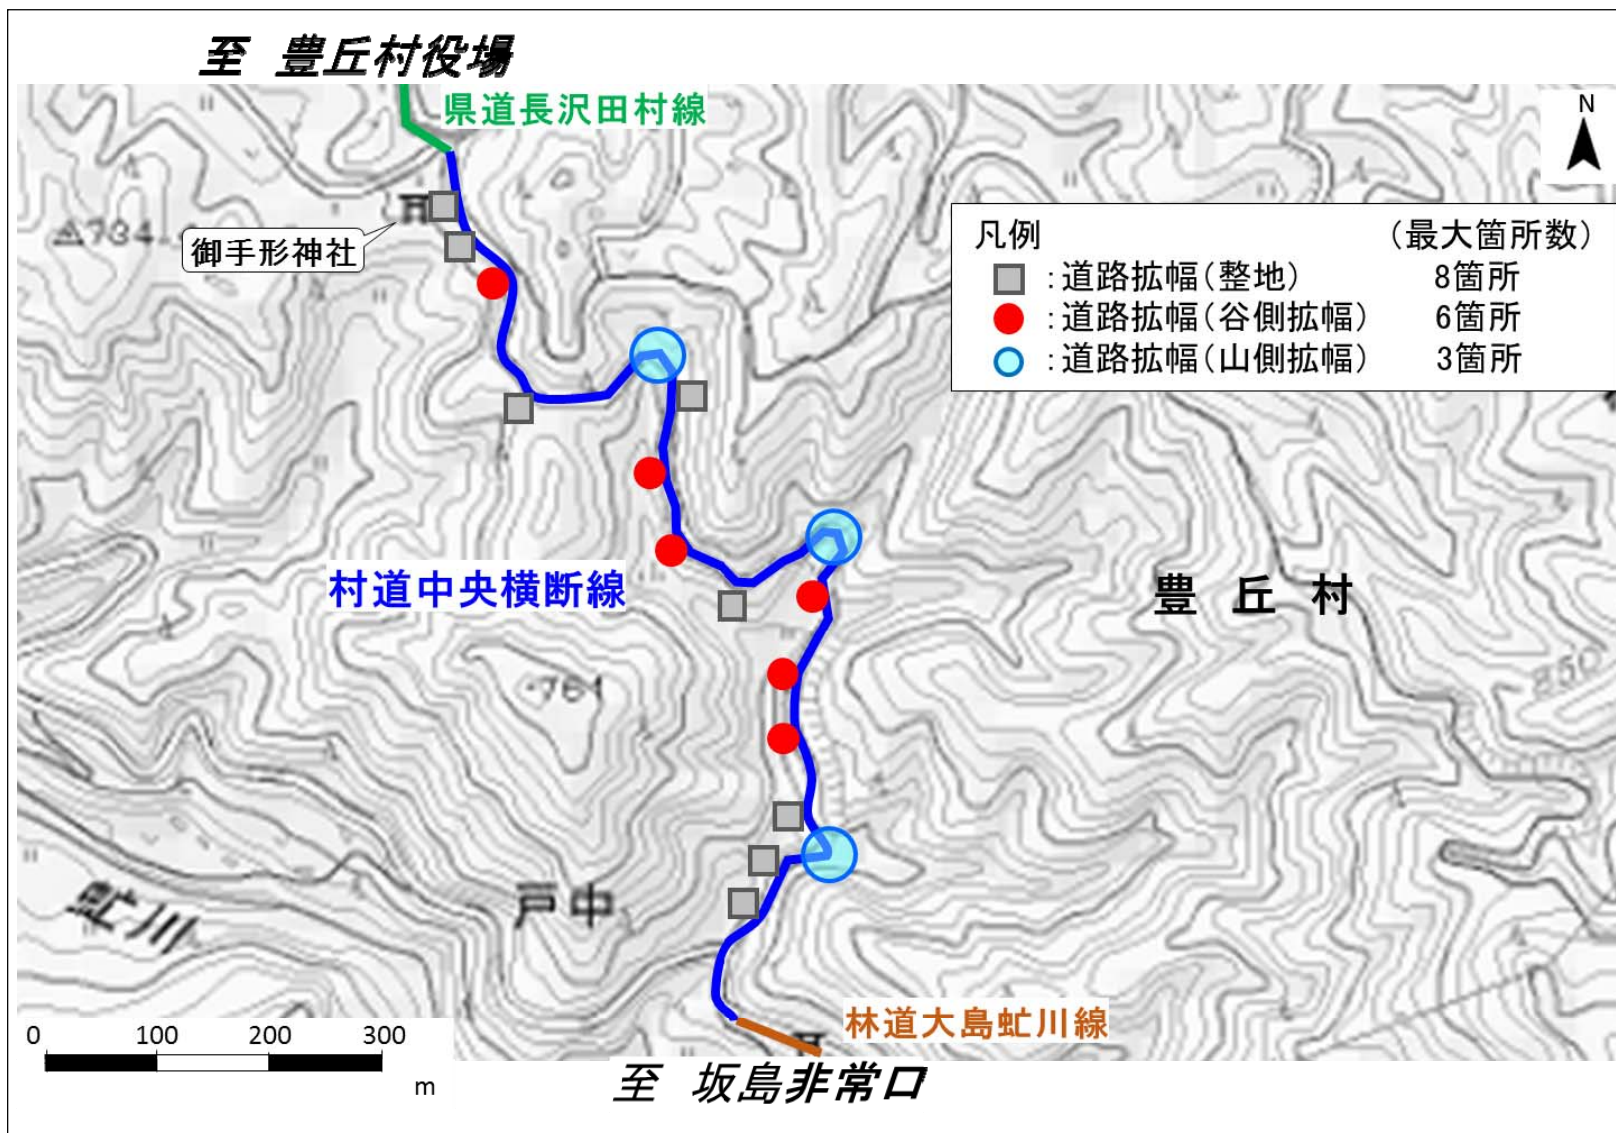 至 豊丘村役場
県道長沢田村線
N
734
御手形神社
凡例 (最大箇所数)
:道路拡幅(整地) 8箇所
:道路拡幅(谷側拡幅) 6箇所
:道路拡幅(山側拡幅) 3箇所
村道中央横断線
豊丘村
761
850
戸中
虻川
林道大島虻川線
0 100 200 300
m
至 坂島非常口